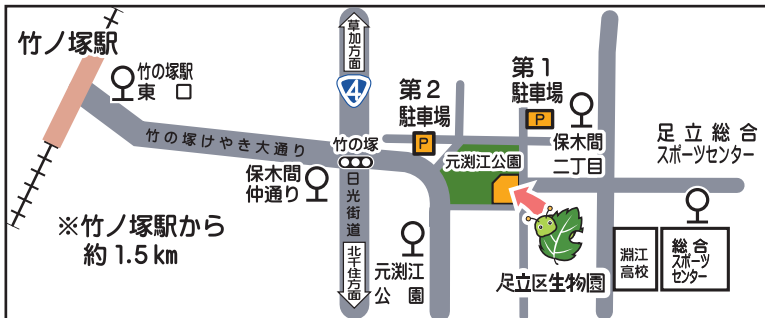 竹ノ塚駅
竹の塚駅
東口
草加方面
4
竹の塚けやき大通り
竹の塚
保木間
仲通り
日光街道
北千住方面
※竹ノ塚駅から
約1.5km
第2
駐車場
P
第1
駐車場
P
保木間
二丁目
元渕江公園
元渕江
公園
足立区生物園
足立総合
スポーツセンター
淵江
高校
総合
スポーツ
センター